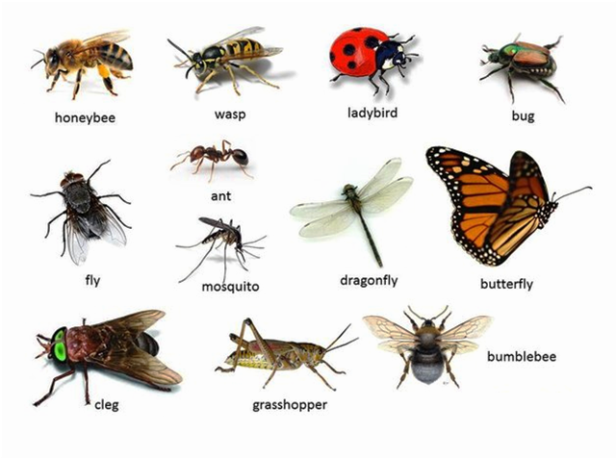 honeybee
wasp
ladybird
bug
ant
fly
mosquito
dragonfly
butterfly
cleg
grasshopper
bumblebee